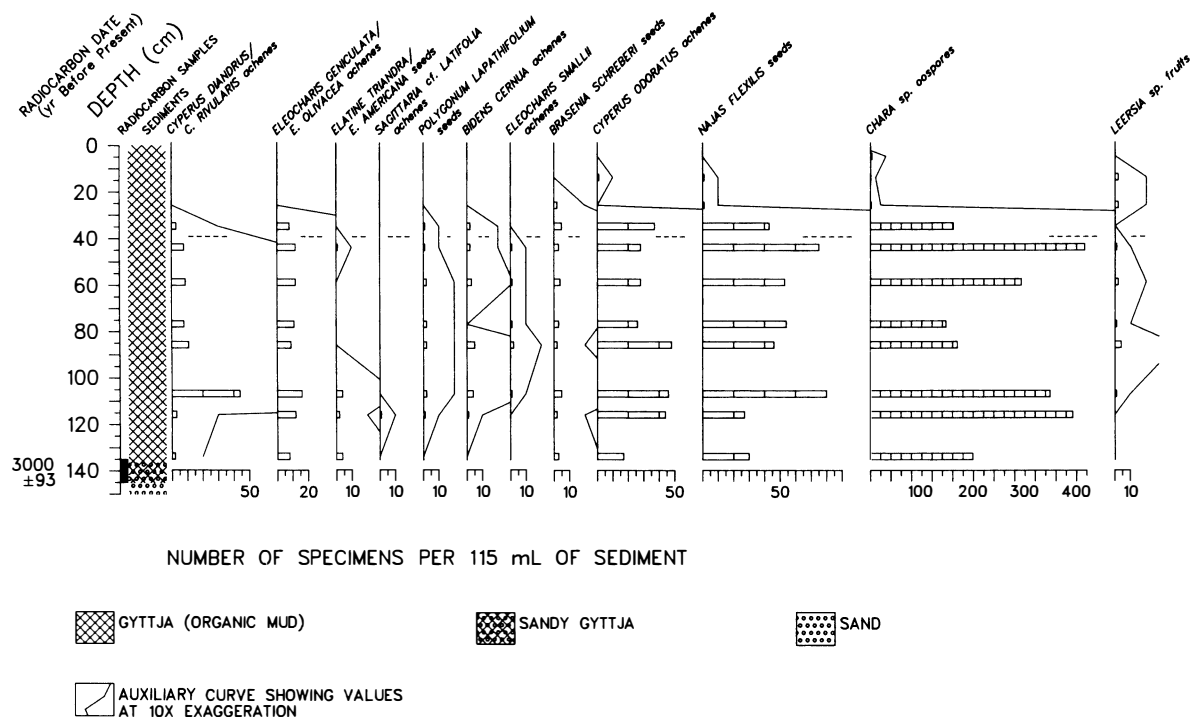 RADIOCARBON DATE
(yr Before Present)
DEPTH (cm)
RADIOCARBON SAMPLES
SEDIMENTS
CYPERUS DIANDRUS/
C. RIVULARIS achenes
ELEOCHARIS GENICULATA/
E. OLIVACEA achenes
ELATINE TRIANDRA/
E. AMERICANA seeds
SAGITTARIA cf. LATIFOLIA
achenes
POLYGONUM LAPATHIFOLIUM
seeds
BIDENS CERNUA achenes
ELEOCHARIS SMALLII
achenes
BRASENIA SCHREBERI seeds
CYPERUS ODORATUS achenes
NAJAS FLEXILIS seeds
CHARA sp. oospores
LEERSIA sp. fruits
0
20
40
60
80
100
120
140
3000
±93
50 20 10 10 10 10 10 10 50 50 100 200 300 400 10
NUMBER OF SPECIMENS PER 115 mL OF SEDIMENT
GYTTJA (ORGANIC MUD)
SANDY GYTTJA
SAND
AUXILIARY CURVE SHOWING VALUES
AT 10X EXAGGERATION